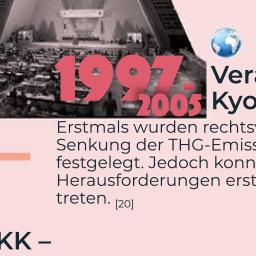 1997-
2005
Vera
Kyo
Erstmals wurden rechtsv
Senkung der THG-Emiss
festgelegt. Jedoch konn
Herausforderungen erst
treten. [20]
KK –